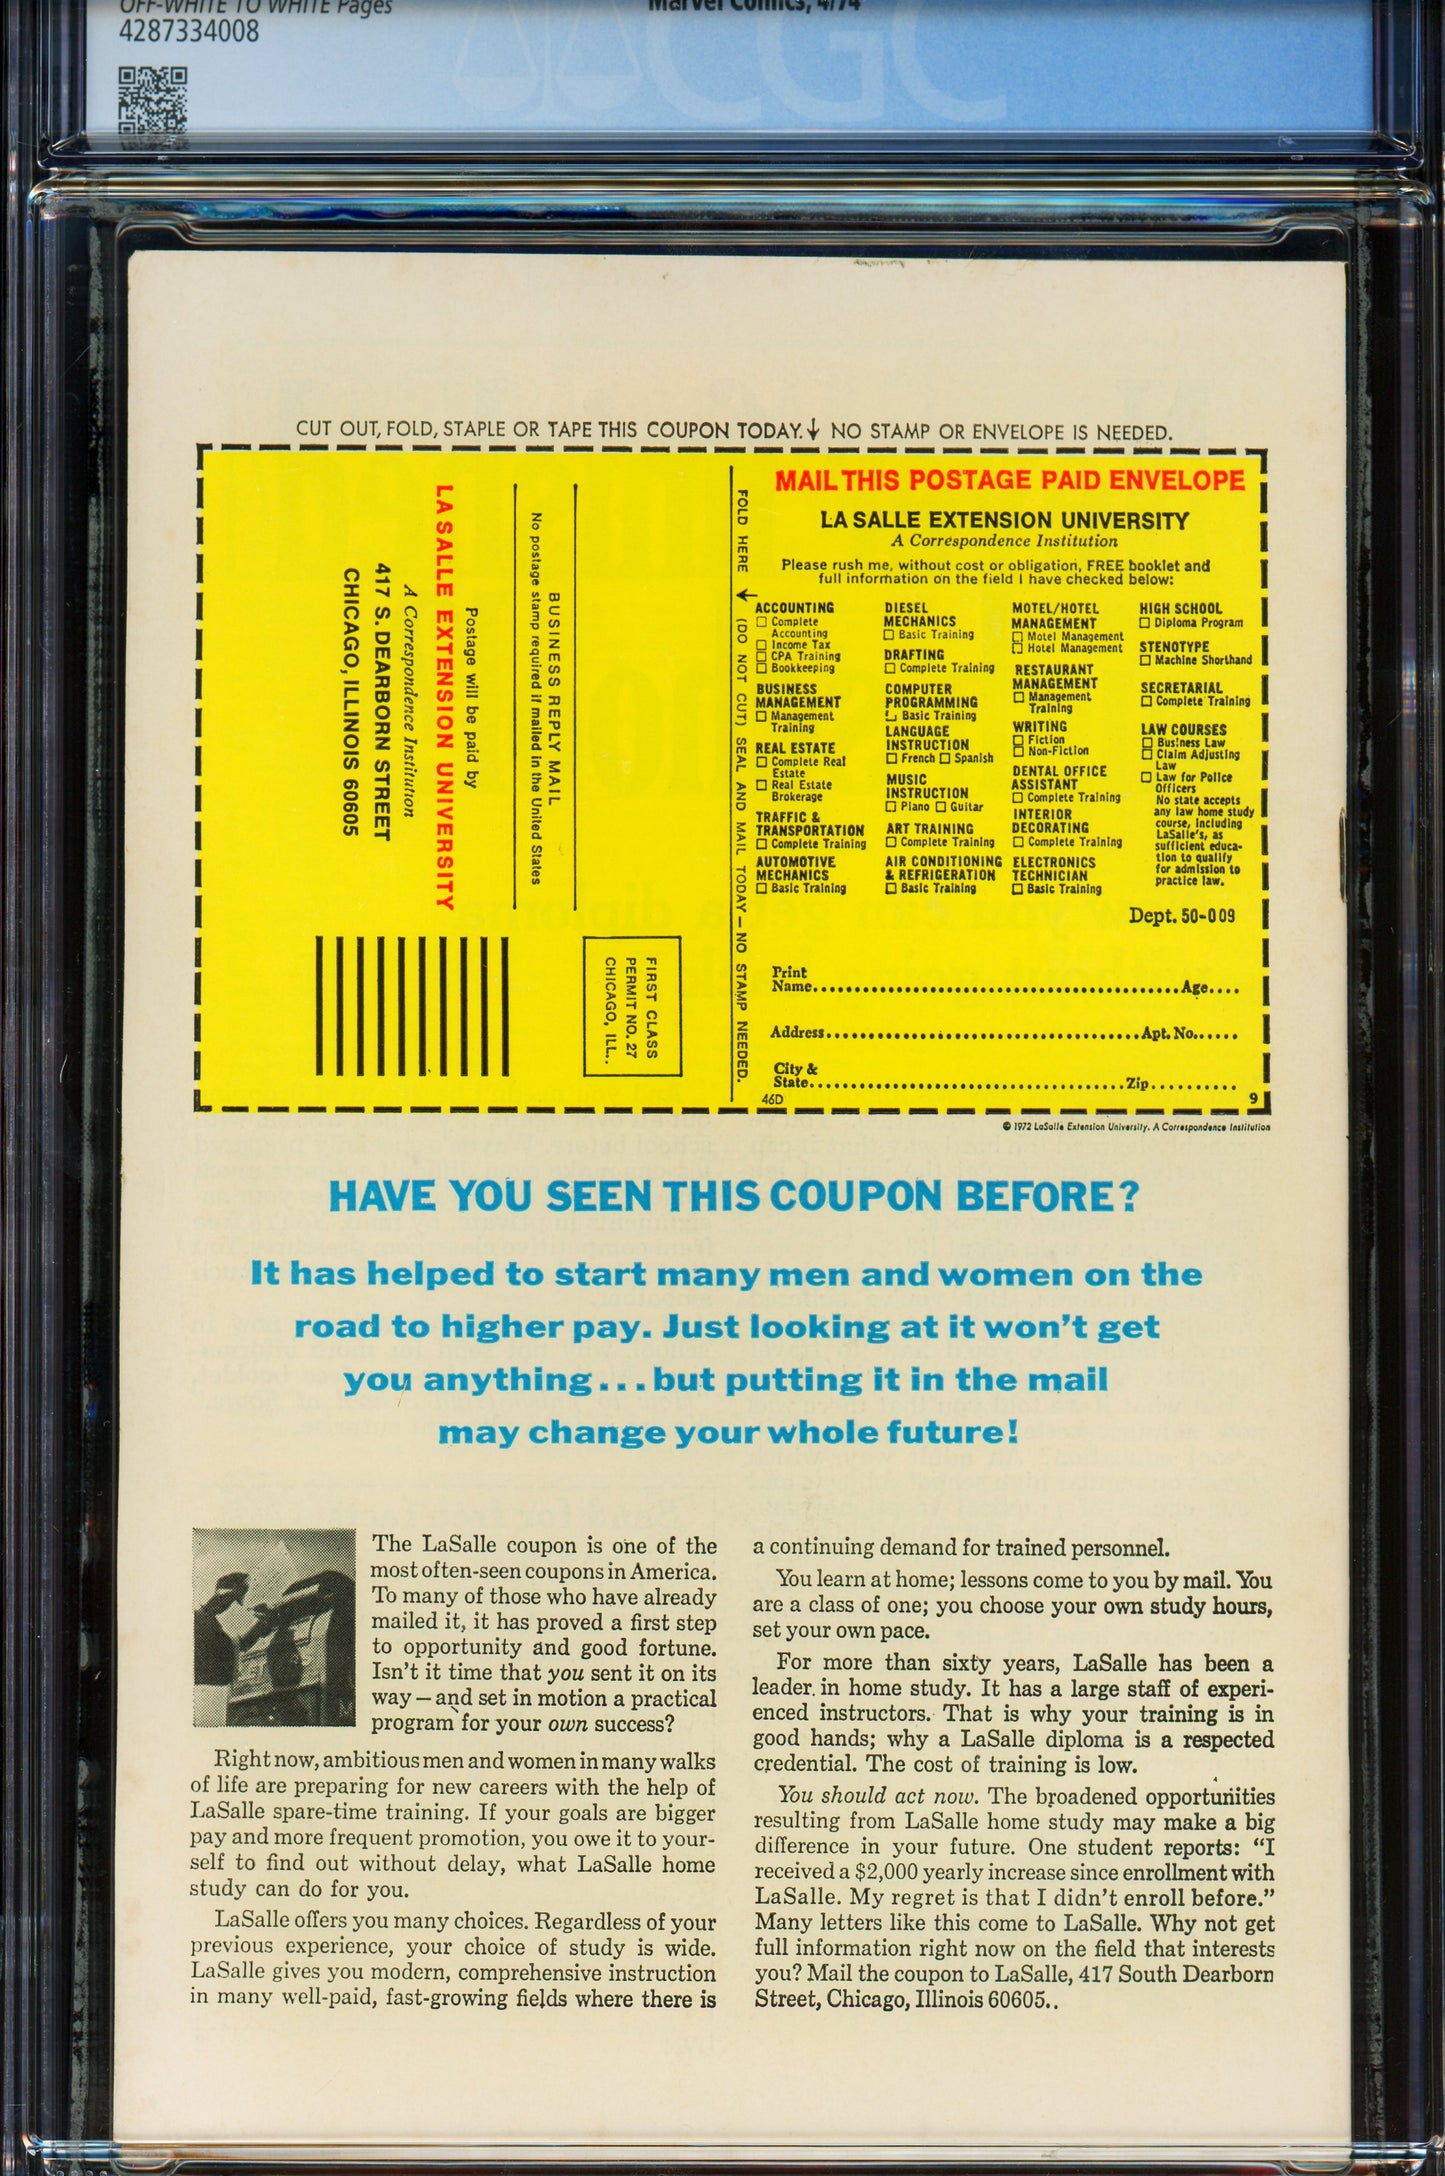 OFF-WHITE TO WHITE Pages
4287334008
Marvel Comics, 4/74
CGC
CUT OUT, FOLD, STAPLE OR TAPE THIS COUPON TODAY.↓ NO STAMP OR ENVELOPE IS NEEDED.
BUSINESS REPLY MAIL
No postage stamp required if mailed in the United States
Postage will be paid by
LA SALLE EXTENSION UNIVERSITY
A Correspondence Institution
417 S. DEARBORN STREET
CHICAGO, ILLINOIS 60605
FIRST CLASS
PERMIT NO. 27
CHICAGO, ILL..
FOLD HERE ↓ (DO NOT CUT) SEAL AND MAIL TODAY – NO STAMP NEEDED.
MAIL THIS POSTAGE PAID ENVELOPE
LA SALLE EXTENSION UNIVERSITY
A Correspondence Institution
Please rush me, without cost or obligation, FREE booklet and
full information on the field I have checked below:
ACCOUNTING
☐ Complete
Accounting
☐ Income Tax
☐ CPA Training
☐ Bookkeeping
BUSINESS
MANAGEMENT
☐ Management
Training
REAL ESTATE
☐ Complete Real
Estate
☐ Real Estate
Brokerage
TRAFFIC &
TRANSPORTATION
☐ Complete Training
AUTOMOTIVE
MECHANICS
☐ Basic Training
DIESEL
MECHANICS
☐ Basic Training
DRAFTING
☐ Complete Training
COMPUTER
PROGRAMMING
☐ Basic Training
LANGUAGE
INSTRUCTION
☐ French ☐ Spanish
MUSIC
INSTRUCTION
☐ Piano ☐ Guitar
ART TRAINING
☐ Complete Training
AIR CONDITIONING
& REFRIGERATION
☐ Basic Training
MOTEL/HOTEL
MANAGEMENT
☐ Motel Management
☐ Hotel Management
RESTAURANT
MANAGEMENT
☐ Management
Training
WRITING
☐ Fiction
☐ Non-Fiction
DENTAL OFFICE
ASSISTANT
☐ Complete Training
INTERIOR
DECORATING
☐ Complete Training
ELECTRONICS
TECHNICIAN
☐ Basic Training
HIGH SCHOOL
☐ Diploma Program
STENOTYPE
☐ Machine Shorthand
SECRETARIAL
☐ Complete Training
LAW COURSES
☐ Business Law
☐ Claim Adjusting
Law
☐ Law for Police
Officers
No state accepts
any law home study
course, including
LaSalle's, as
sufficient educa-
tion to qualify
for admission to
practice law.
Dept. 50-009
Print
Name..............................................Age....
Address.......................................Apt. No......
City &
State.......................................Zip..........
46D 9
© 1972 LaSalle Extension University. A Correspondence Institution
HAVE YOU SEEN THIS COUPON BEFORE?
It has helped to start many men and women on the
road to higher pay. Just looking at it won't get
you anything...but putting it in the mail
may change your whole future!
The LaSalle coupon is one of the
most often-seen coupons in America.
To many of those who have already
mailed it, it has proved a first step
to opportunity and good fortune.
Isn't it time that you sent it on its
way — and set in motion a practical
program for your own success?
Right now, ambitious men and women in many walks
of life are preparing for new careers with the help of
LaSalle spare-time training. If your goals are bigger
pay and more frequent promotion, you owe it to your-
self to find out without delay, what LaSalle home
study can do for you.
LaSalle offers you many choices. Regardless of your
previous experience, your choice of study is wide.
LaSalle gives you modern, comprehensive instruction
in many well-paid, fast-growing fields where there is
a continuing demand for trained personnel.
You learn at home; lessons come to you by mail. You
are a class of one; you choose your own study hours,
set your own pace.
For more than sixty years, LaSalle has been a
leader in home study. It has a large staff of experi-
enced instructors. That is why your training is in
good hands; why a LaSalle diploma is a respected
credential. The cost of training is low.
You should act now. The broadened opportunities
resulting from LaSalle home study may make a big
difference in your future. One student reports: "I
received a $2,000 yearly increase since enrollment with
LaSalle. My regret is that I didn't enroll before."
Many letters like this come to LaSalle. Why not get
full information right now on the field that interests
you? Mail the coupon to LaSalle, 417 South Dearborn
Street, Chicago, Illinois 60605..